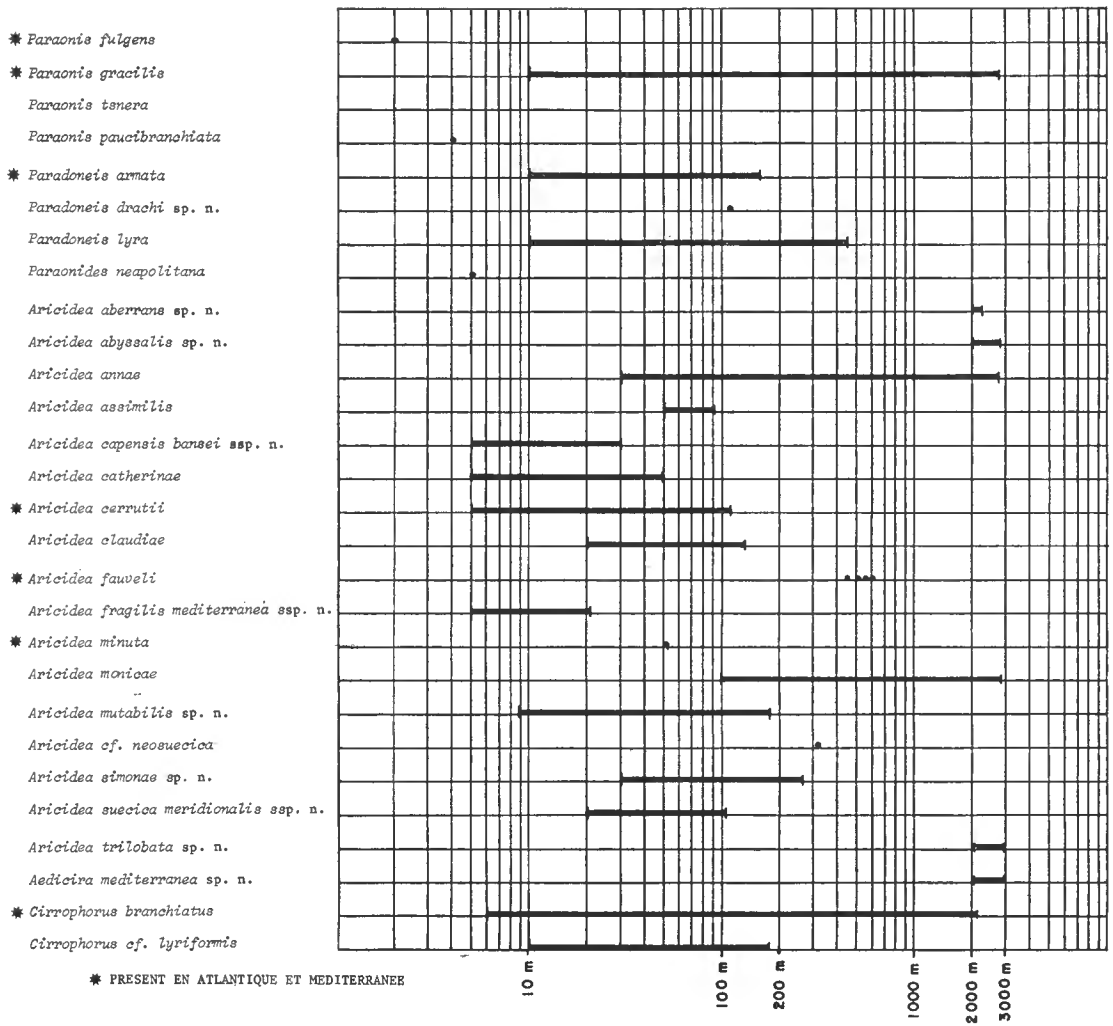 ✷ Paraonis fulgens
✷ Paraonis gracilis
Paraonis tenera
Paraonis paucibranchiata
✷ Paradoneis armata
Paradoneis drachi sp. n.
Paradoneis lyra
Paraonides neapolitana
Aricidea aberrans sp. n.
Aricidea abyssalis sp. n.
Aricidea annae
Aricidea assimilis
Aricidea capensis bansei ssp. n.
Aricidea catherinae
✷ Aricidea cerrutii
Aricidea claudiae
✷ Aricidea fauveli
Aricidea fragilis mediterranea ssp. n.
✷ Aricidea minuta
Aricidea monicae
Aricidea mutabilis sp. n.
Aricidea cf. neosuecica
Aricidea simonae sp. n.
Aricidea suecica meridionalis ssp. n.
Aricidea trilobata sp. n.
Aedicira mediterranea sp. n.
✷ Cirrophorus branchiatus
Cirrophorus cf. lyriformis
✷ PRESENT EN ATLANTIQUE ET MEDITERRANEE
10 m
100 m
200 m
1000 m
2000 m
3000 m